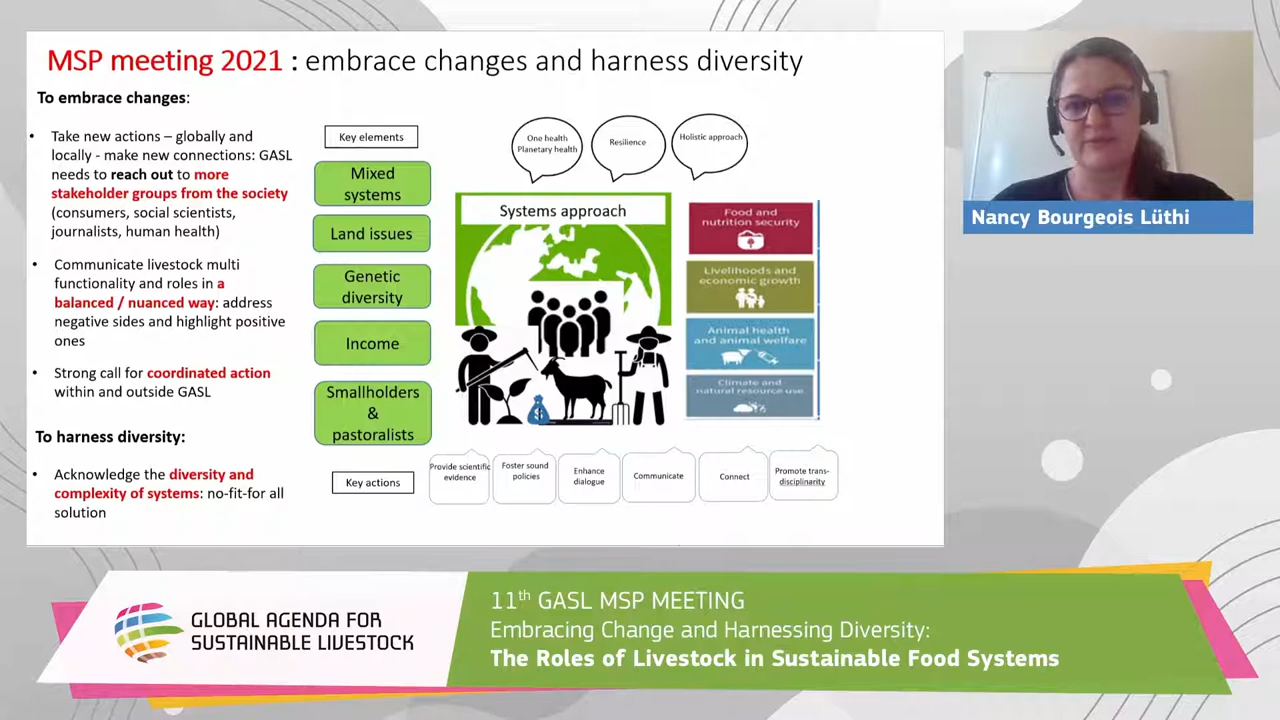 MSP meeting 2021 : embrace changes and harness diversity
To embrace changes:
• Take new actions – globally and
locally - make new connections: GASL
needs to reach out to more
stakeholder groups from the society
(consumers, social scientists,
journalists, human health)
• Communicate livestock multi
functionality and roles in a
balanced / nuanced way: address
negative sides and highlight positive
ones
• Strong call for coordinated action
within and outside GASL
To harness diversity:
• Acknowledge the diversity and
complexity of systems: no-fit-for all
solution
Key elements
Mixed
systems
Land issues
Genetic
diversity
Income
Smallholders
&
pastoralists
One health
Planetary health
Resilience
Holistic approach
Systems approach
$
Food and
nutrition security
Livelihoods and
economic growth
Animal health
and animal welfare
Climate and
natural resource use
Key actions
Provide scientific
evidence
Foster sound
policies
Enhance
dialogue
Communicate
Connect
Promote trans-
disciplinarity
Nancy Bourgeois Lüthi
GLOBAL AGENDA FOR
SUSTAINABLE LIVESTOCK
11th GASL MSP MEETING
Embracing Change and Harnessing Diversity:
The Roles of Livestock in Sustainable Food Systems